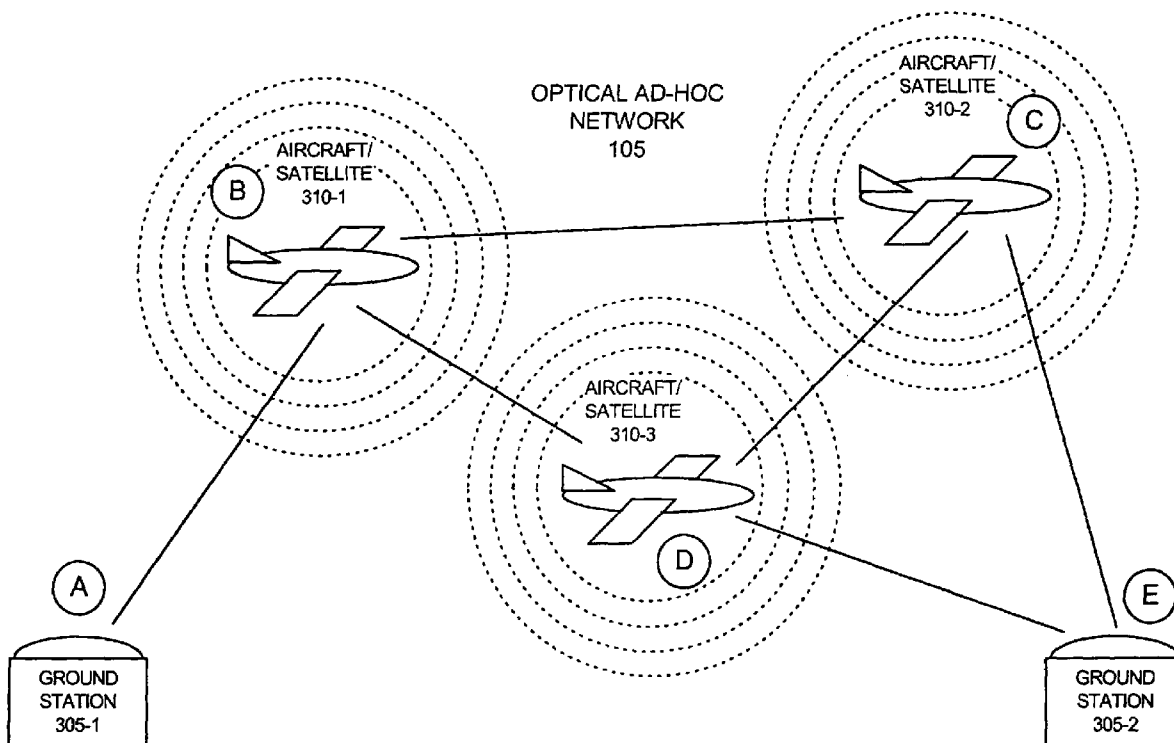 OPTICAL AD-HOC
NETWORK
105
AIRCRAFT/
SATELLITE
310-1
B
AIRCRAFT/
SATELLITE
310-2
C
AIRCRAFT/
SATELLITE
310-3
D
A
GROUND
STATION
305-1
E
GROUND
STATION
305-2